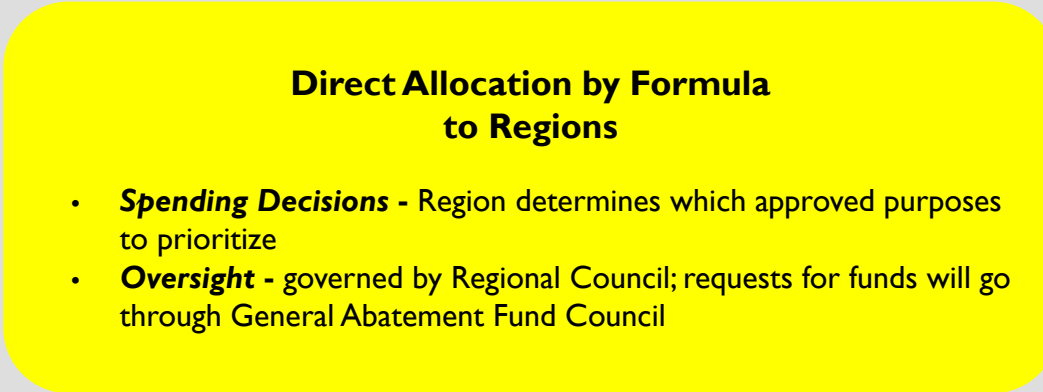 Direct Allocation by Formula
to Regions
• Spending Decisions - Region determines which approved purposes
to prioritize
• Oversight - governed by Regional Council; requests for funds will go
through General Abatement Fund Council